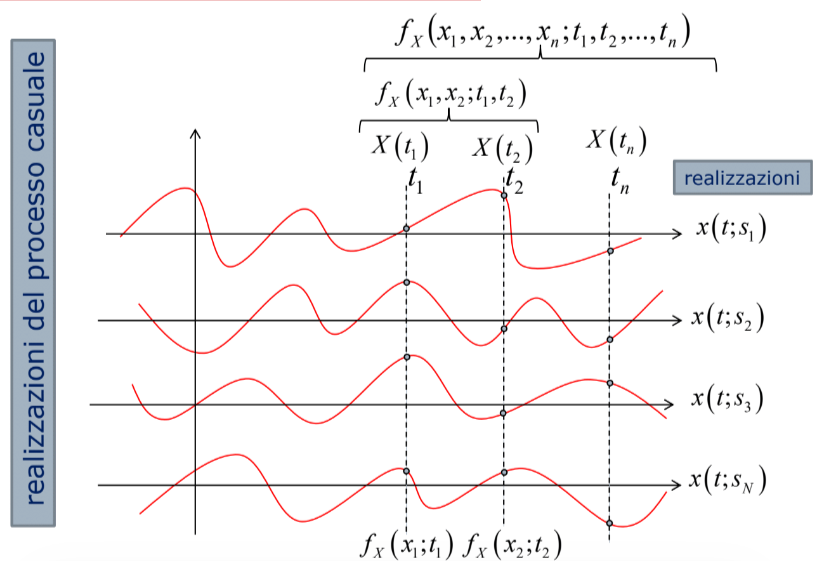 realizzazioni del processo casuale
f_X(x_1,x_2,...,x_n;t_1,t_2,...,t_n)
f_X(x_1,x_2;t_1,t_2)
X(t_1) X(t_2) X(t_n)
t_1 t_2 t_n
realizzazioni
x(t;s_1)
x(t;s_2)
x(t;s_3)
x(t;s_N)
f_X(x_1;t_1) f_X(x_2;t_2)